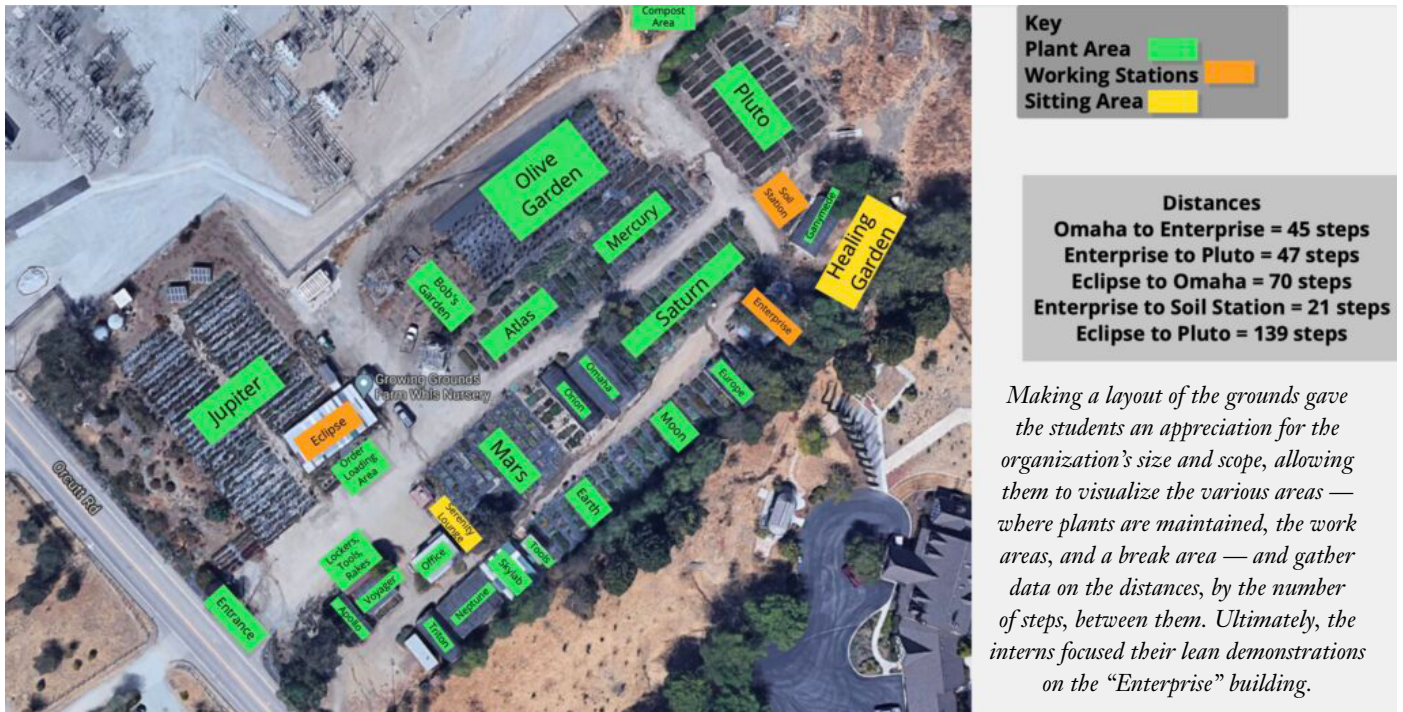 Compost
Area
Pluto
Olive
Garden
Soil
Station
Ganymede
Mercury
Healing
Garden
Bob's
Garden
Atlas
Saturn
Enterprise
Omaha
Orion
Europe
Jupiter
Growing Grounds
Farm Whls Nursery
Eclipse
Moon
Order
Loading
Area
Mars
Orcutt Rd
Earth
Serenity
Lounge
Lockers,
Tools,
Rakes
Office
Tools
Skylab
Voyager
Neptune
Apollo
Entrance
Triton
Key
Plant Area
Working Stations
Sitting Area
Distances
Omaha to Enterprise = 45 steps
Enterprise to Pluto = 47 steps
Eclipse to Omaha = 70 steps
Enterprise to Soil Station = 21 steps
Eclipse to Pluto = 139 steps
Making a layout of the grounds gave
the students an appreciation for the
organization’s size and scope, allowing
them to visualize the various areas —
where plants are maintained, the work
areas, and a break area — and gather
data on the distances, by the number
of steps, between them. Ultimately, the
interns focused their lean demonstrations
on the “Enterprise” building.